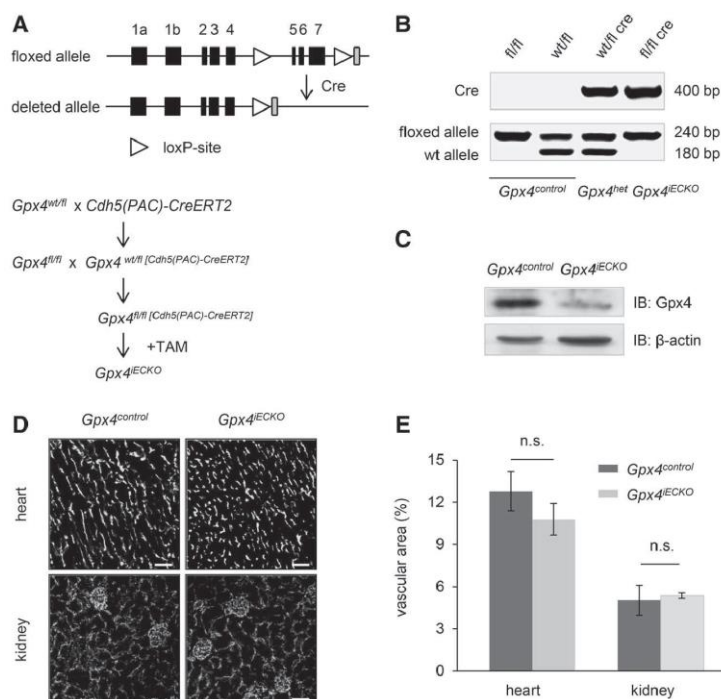 A
1a 1b 2 3 4 5 6 7
floxed allele
Cre
deleted allele
loxP-site
Gpx4wt/fl x Cdh5(PAC)-CreERT2
Gpx4fl/fl x Gpx4 wt/fl [Cdh5(PAC)-CreERT2]
Gpx4fl/fl [Cdh5(PAC)-CreERT2]
+TAM
Gpx4iECKO
B
fl/fl wt/fl wt/fl cre fl/fl cre
Cre 400 bp
floxed allele 240 bp
wt allele 180 bp
Gpx4control Gpx4het Gpx4iECKO
C
Gpx4control Gpx4iECKO
IB: Gpx4
IB: β-actin
D
Gpx4control Gpx4iECKO
heart
kidney
E
n.s.
Gpx4control
Gpx4iECKO
n.s.
vascular area (%)
15
12
9
6
3
0
heart kidney